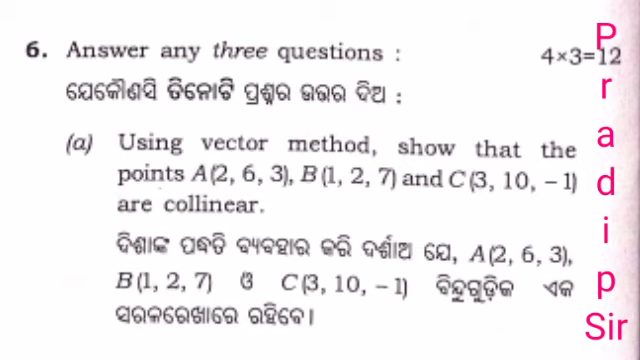 6. Answer any three questions : 4×3=12
ଯେକୌଣସି ତିନୋଟି ପ୍ରଶ୍ନର ଉତ୍ତର ଦିଅ :
(a) Using vector method, show that the
points A(2, 6, 3), B(1, 2, 7) and C(3, 10, –1)
are collinear.
ଦିଶାଙ୍କ ପଦ୍ଧତି ବ୍ୟବହାର କରି ଦର୍ଶାଅ ଯେ, A(2, 6, 3),
B(1, 2, 7) ଓ C(3, 10, –1) ବିନ୍ଦୁଗୁଡ଼ିକ ଏକ
ସରଳରେଖାରେ ରହିବେ।
P
r
a
d
i
p
Sir